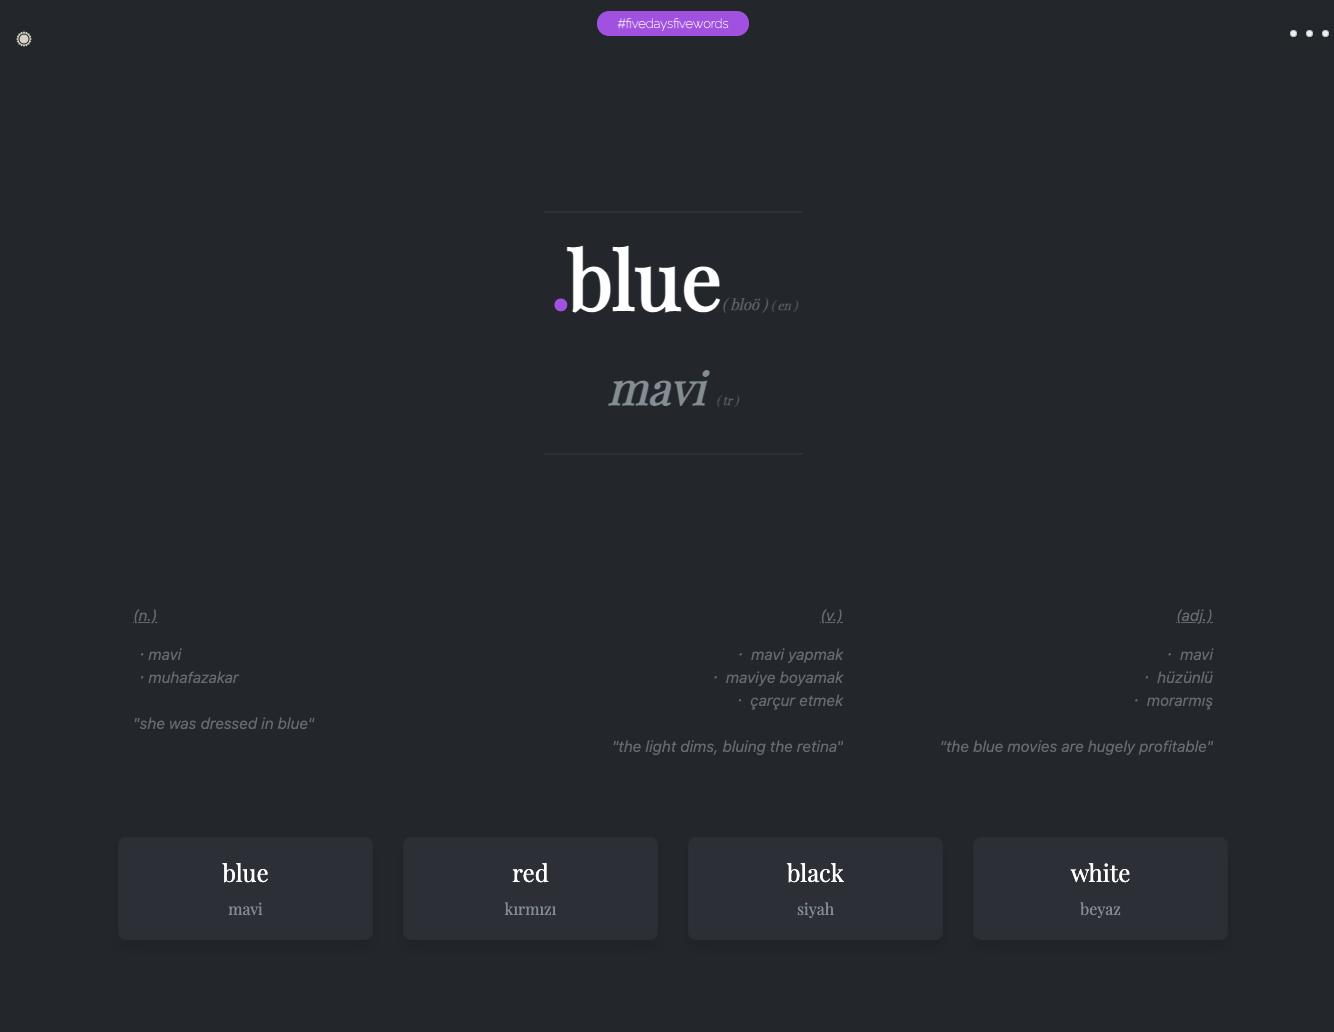 #fivedaysfivewords
.blue ( bloö ) ( en )
mavi ( tr )
(n.)
· mavi
· muhafazakar
"she was dressed in blue"
(v.)
· mavi yapmak
· maviye boyamak
· çarçur etmek
"the light dims, bluing the retina"
(adj.)
· mavi
· hüzünlü
· morarmış
"the blue movies are hugely profitable"
blue
mavi
red
kırmızı
black
siyah
white
beyaz